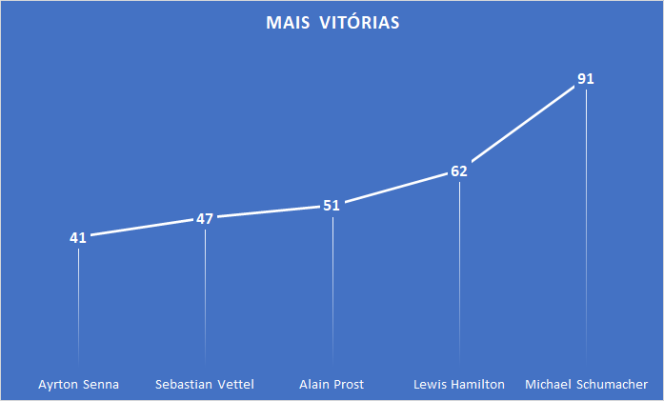 MAIS VITÓRIAS
91
62
51
47
41
Ayrton Senna Sebastian Vettel Alain Prost Lewis Hamilton Michael Schumacher